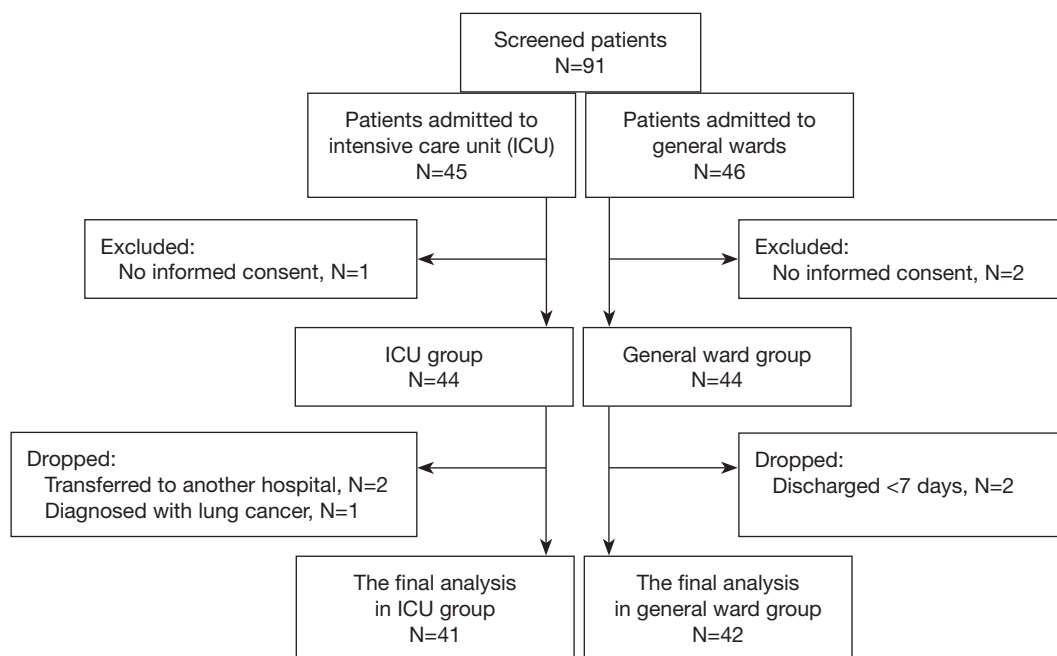 Screened patients
N=91
Patients admitted to
intensive care unit (ICU)
N=45
Patients admitted to
general wards
N=46
Excluded:
No informed consent, N=1
Excluded:
No informed consent, N=2
ICU group
N=44
General ward group
N=44
Dropped:
Transferred to another hospital, N=2
Diagnosed with lung cancer, N=1
Dropped:
Discharged <7 days, N=2
The final analysis
in ICU group
N=41
The final analysis
in general ward group
N=42